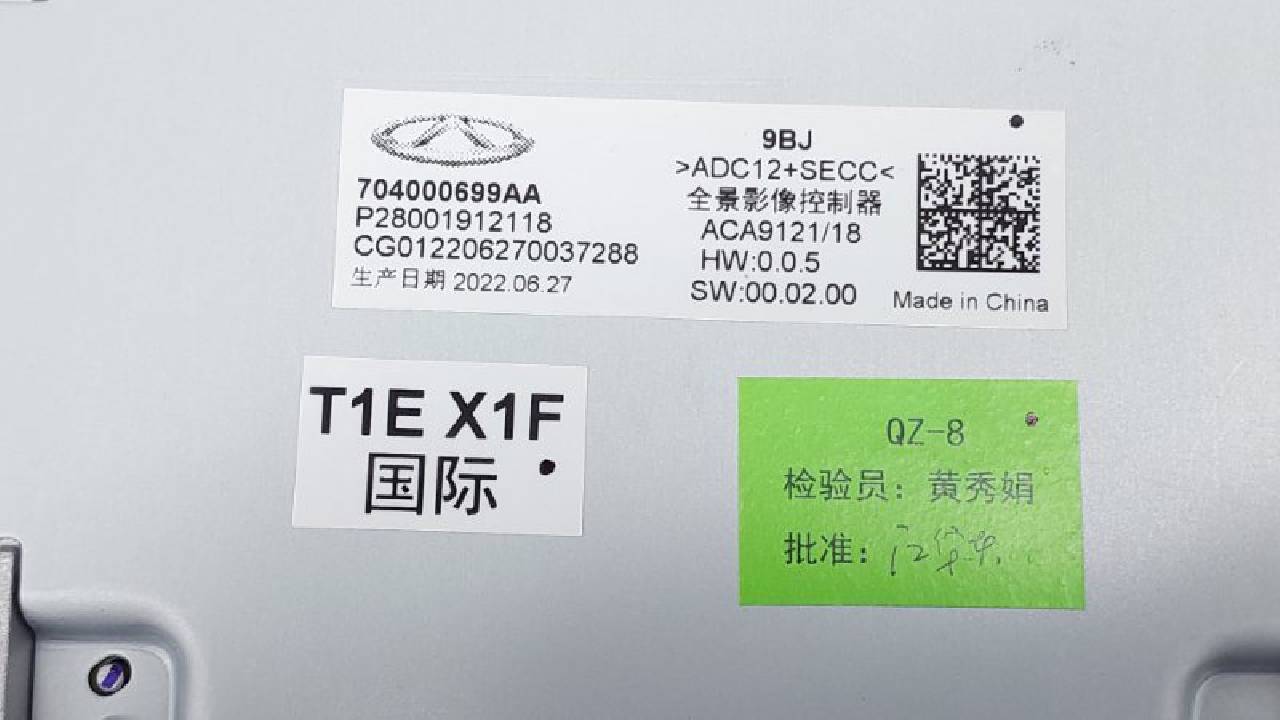 704000699AA
P28001912118
CG012206270037288
生产日期 2022.06.27
9BJ
>ADC12+SECC<
全景影像控制器
ACA9121/18
HW:0.0.5
SW:00.02.00
Made in China
T1E X1F
国际
QZ-8
检验员：黄秀娟
批准：